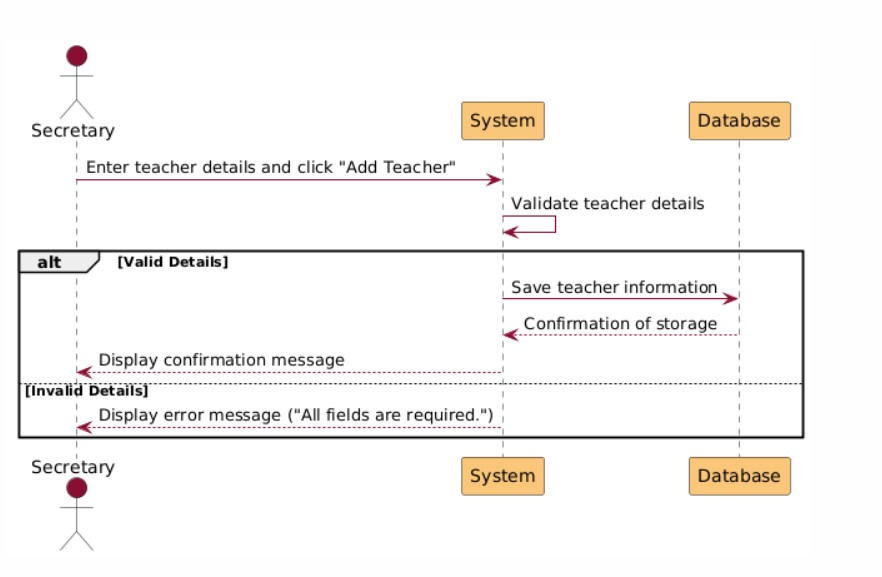 Secretary
System
Database
Enter teacher details and click "Add Teacher"
Validate teacher details
alt
[Valid Details]
Save teacher information
Confirmation of storage
Display confirmation message
[Invalid Details]
Display error message ("All fields are required.")
Secretary
System
Database